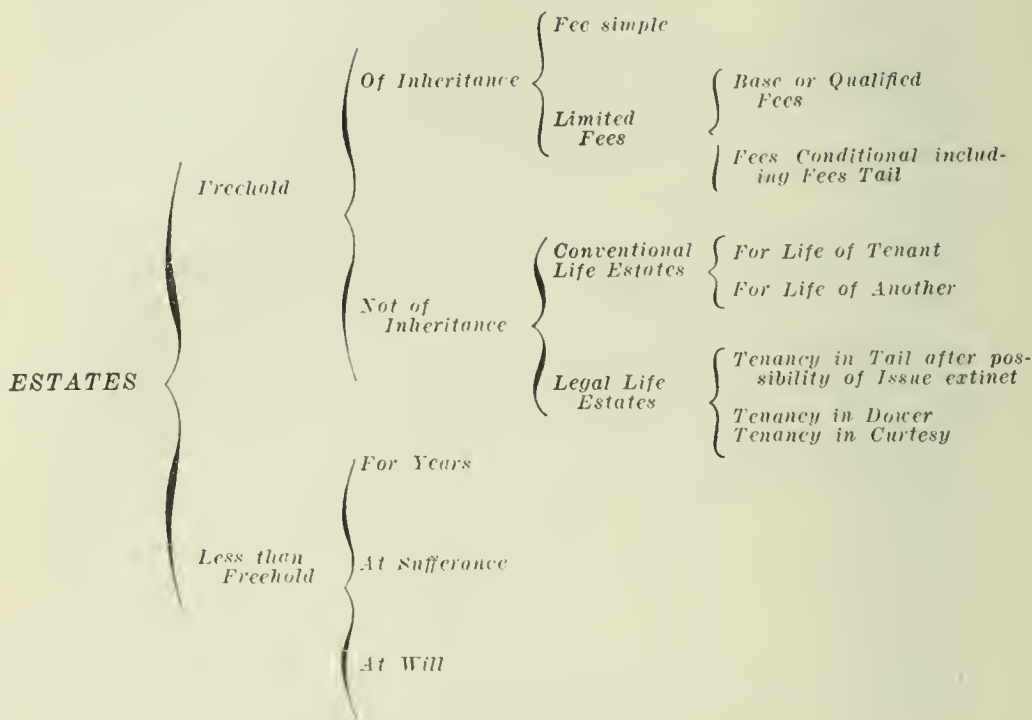 Fee simple
Of Inheritance
Base or Qualified
Fees
Limited
Fees
Fees Conditional includ-
ing Fees Tail
Freehold
Conventional
Life Estates
For Life of Tenant
For Life of Another
Not of
Inheritance
Tenancy in Tail after pos-
sibility of Issue extinct
ESTATES
Legal Life
Estates
Tenancy in Dower
Tenancy in Curtesy
For Years
Less than
Freehold
At Sufferance
At Will